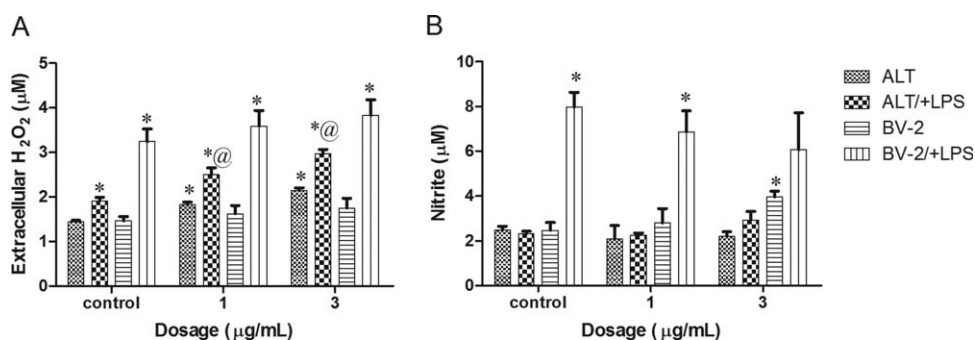 A
Extracellular H2O2 (μM)
5
4
3
2
1
0
* * * *@ * * *@ *
control 1 3
Dosage (μg/mL)
B
Nitrite (μM)
10
8
6
4
2
0
* * *
control 1 3
Dosage (μg/mL)
ALT
ALT/+LPS
BV-2
BV-2/+LPS